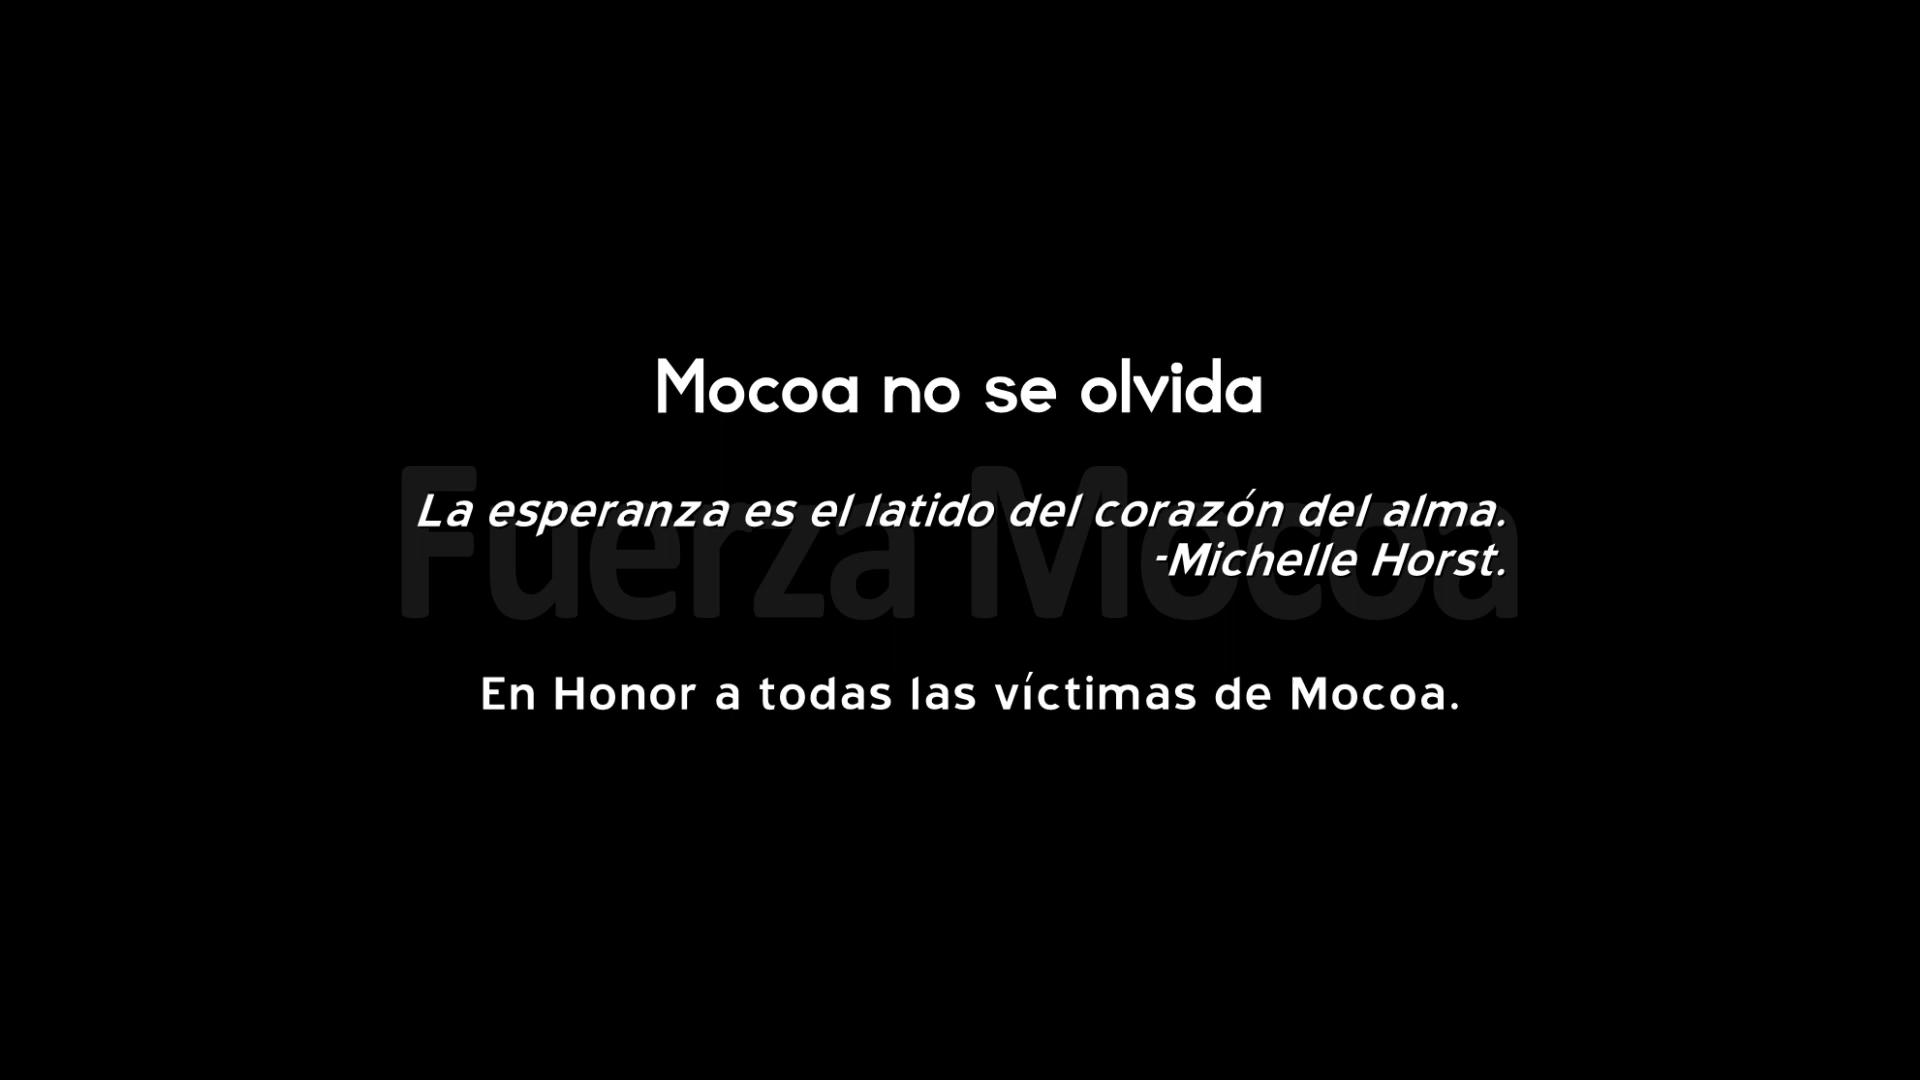 Mocoa no se olvida
Fuerza Mocoa
La esperanza es el latido del corazón del alma.
-Michelle Horst.
En Honor a todas las víctimas de Mocoa.